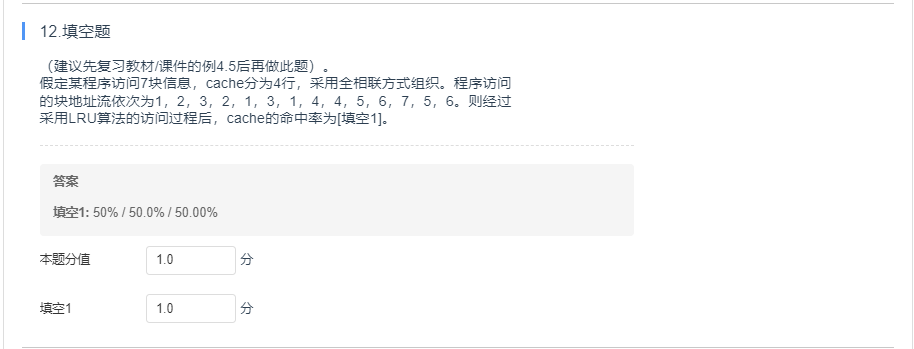 12.填空题
（建议先复习教材/课件的例4.5后再做此题）。
假定某程序访问7块信息，cache分为4行，采用全相联方式组织。程序访问
的块地址流依次为1，2，3，2，1，3，1，4，4，5，6，7，5，6。则经过
采用LRU算法的访问过程后，cache的命中率为[填空1]。
答案
填空1: 50% / 50.0% / 50.00%
本题分值 1.0 分
填空1 1.0 分